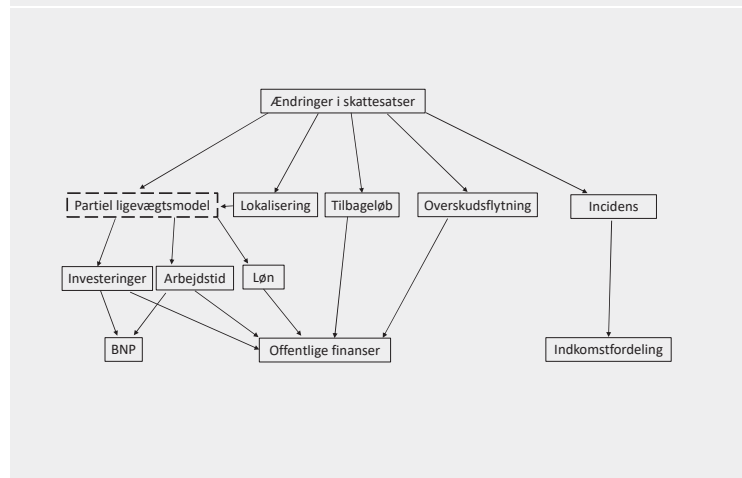 Ændringer i skattesatser
Partiel ligevægtsmodel
Lokalisering
Tilbageløb
Overskudsflytning
Incidens
Investeringer
Arbejdstid
Løn
BNP
Offentlige finanser
Indkomstfordeling